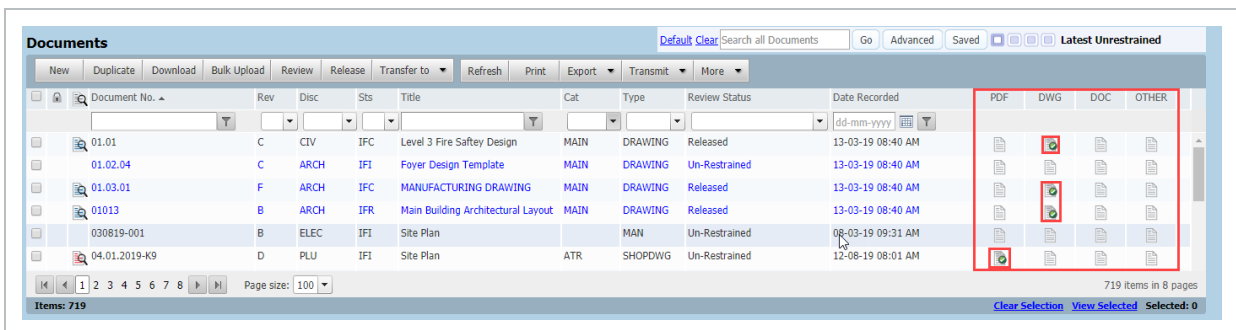 Documents
Default Clear Search all Documents Go Advanced Saved Latest Unrestrained
New Duplicate Download Bulk Upload Review Release Transfer to Refresh Print Export Transmit More
Document No. Rev Disc Sts Title Cat Type Review Status Date Recorded PDF DWG DOC OTHER
dd-mm-yyyy
01.01 C CIV IFC Level 3 Fire Saftey Design MAIN DRAWING Released 13-03-19 08:40 AM
01.02.04 C ARCH IFI Foyer Design Template MAIN DRAWING Un-Restrained 13-03-19 08:40 AM
01.03.01 F ARCH IFC MANUFACTURING DRAWING MAIN DRAWING Released 13-03-19 08:40 AM
01013 B ARCH IFR Main Building Architectural Layout MAIN DRAWING Released 13-03-19 08:40 AM
030819-001 B ELEC IFI Site Plan MAN Un-Restrained 08-03-19 09:31 AM
04.01.2019-K9 D PLU IFI Site Plan ATR SHOPDWG Un-Restrained 12-08-19 08:01 AM
1 2 3 4 5 6 7 8 Page size: 100 719 items in 8 pages
Items: 719 Clear Selection View Selected Selected: 0